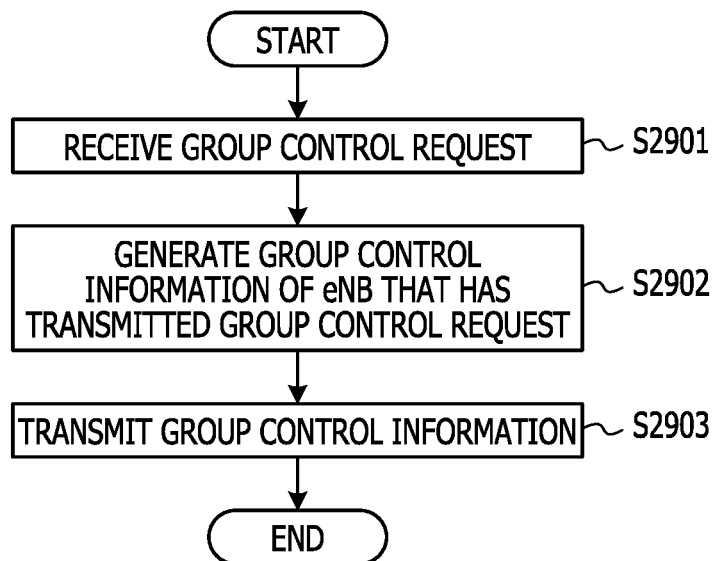 START
RECEIVE GROUP CONTROL REQUEST
S2901
GENERATE GROUP CONTROL
INFORMATION OF eNB THAT HAS
TRANSMITTED GROUP CONTROL REQUEST
S2902
TRANSMIT GROUP CONTROL INFORMATION
S2903
END